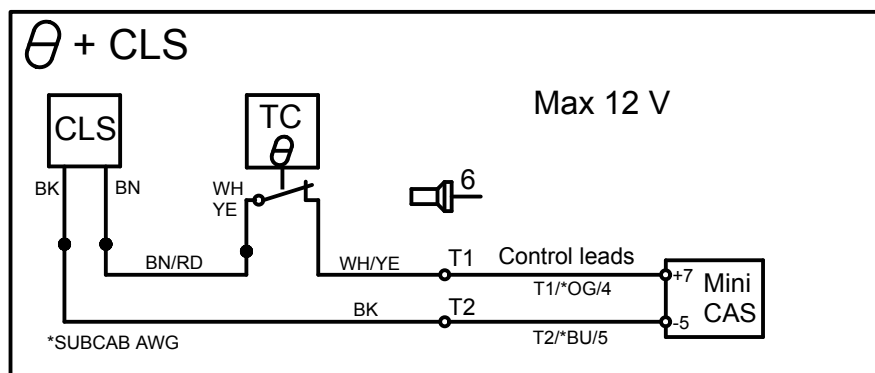 θ + CLS
Max 12 V
CLS
TC
θ
BK
BN
WH
YE
6
BN/RD
WH/YE
T1
Control leads
T1/*OG/4
+7
Mini
CAS
BK
T2
T2/*BU/5
-5
*SUBCAB AWG